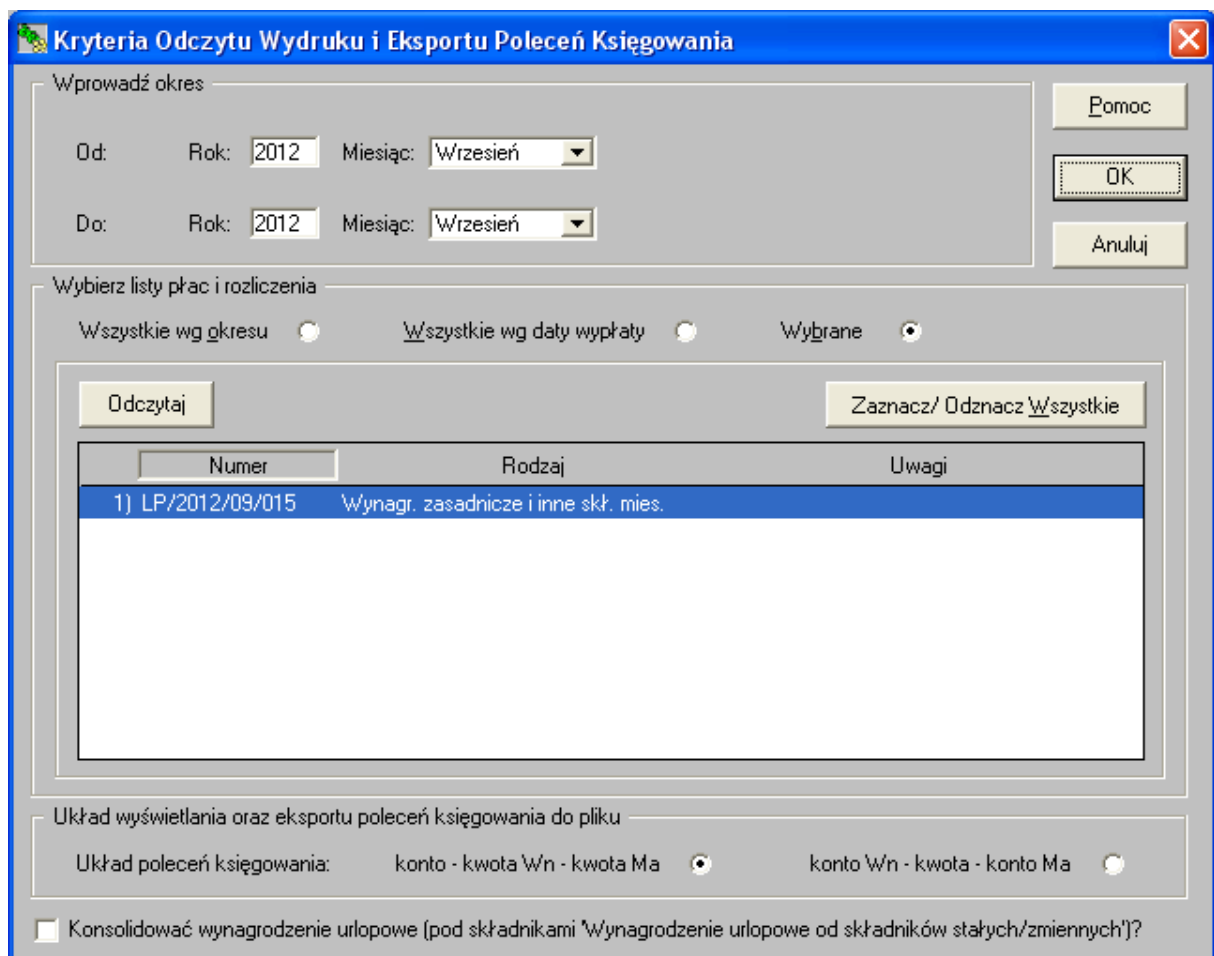 Kryteria Odczytu Wydruku i Eksportu Poleceń Księgowania
Wprowadź okres
Pomoc
Od: Rok: 2012 Miesiąc: Wrzesień
OK
Do: Rok: 2012 Miesiąc: Wrzesień
Anuluj
Wybierz listy płac i rozliczenia
Wszystkie wg okresu Wszystkie wg daty wypłaty Wybrane
Odczytaj Zaznacz/ Odznacz Wszystkie
Numer Rodzaj Uwagi
1) LP/2012/09/015 Wynagr. zasadnicze i inne skł. mies.
Układ wyświetlania oraz eksportu poleceń księgowania do pliku
Układ poleceń księgowania: konto - kwota Wn - kwota Ma konto Wn - kwota - konto Ma
Konsolidować wynagrodzenie urlopowe (pod składnikami 'Wynagrodzenie urlopowe od składników stałych/zmiennych')?